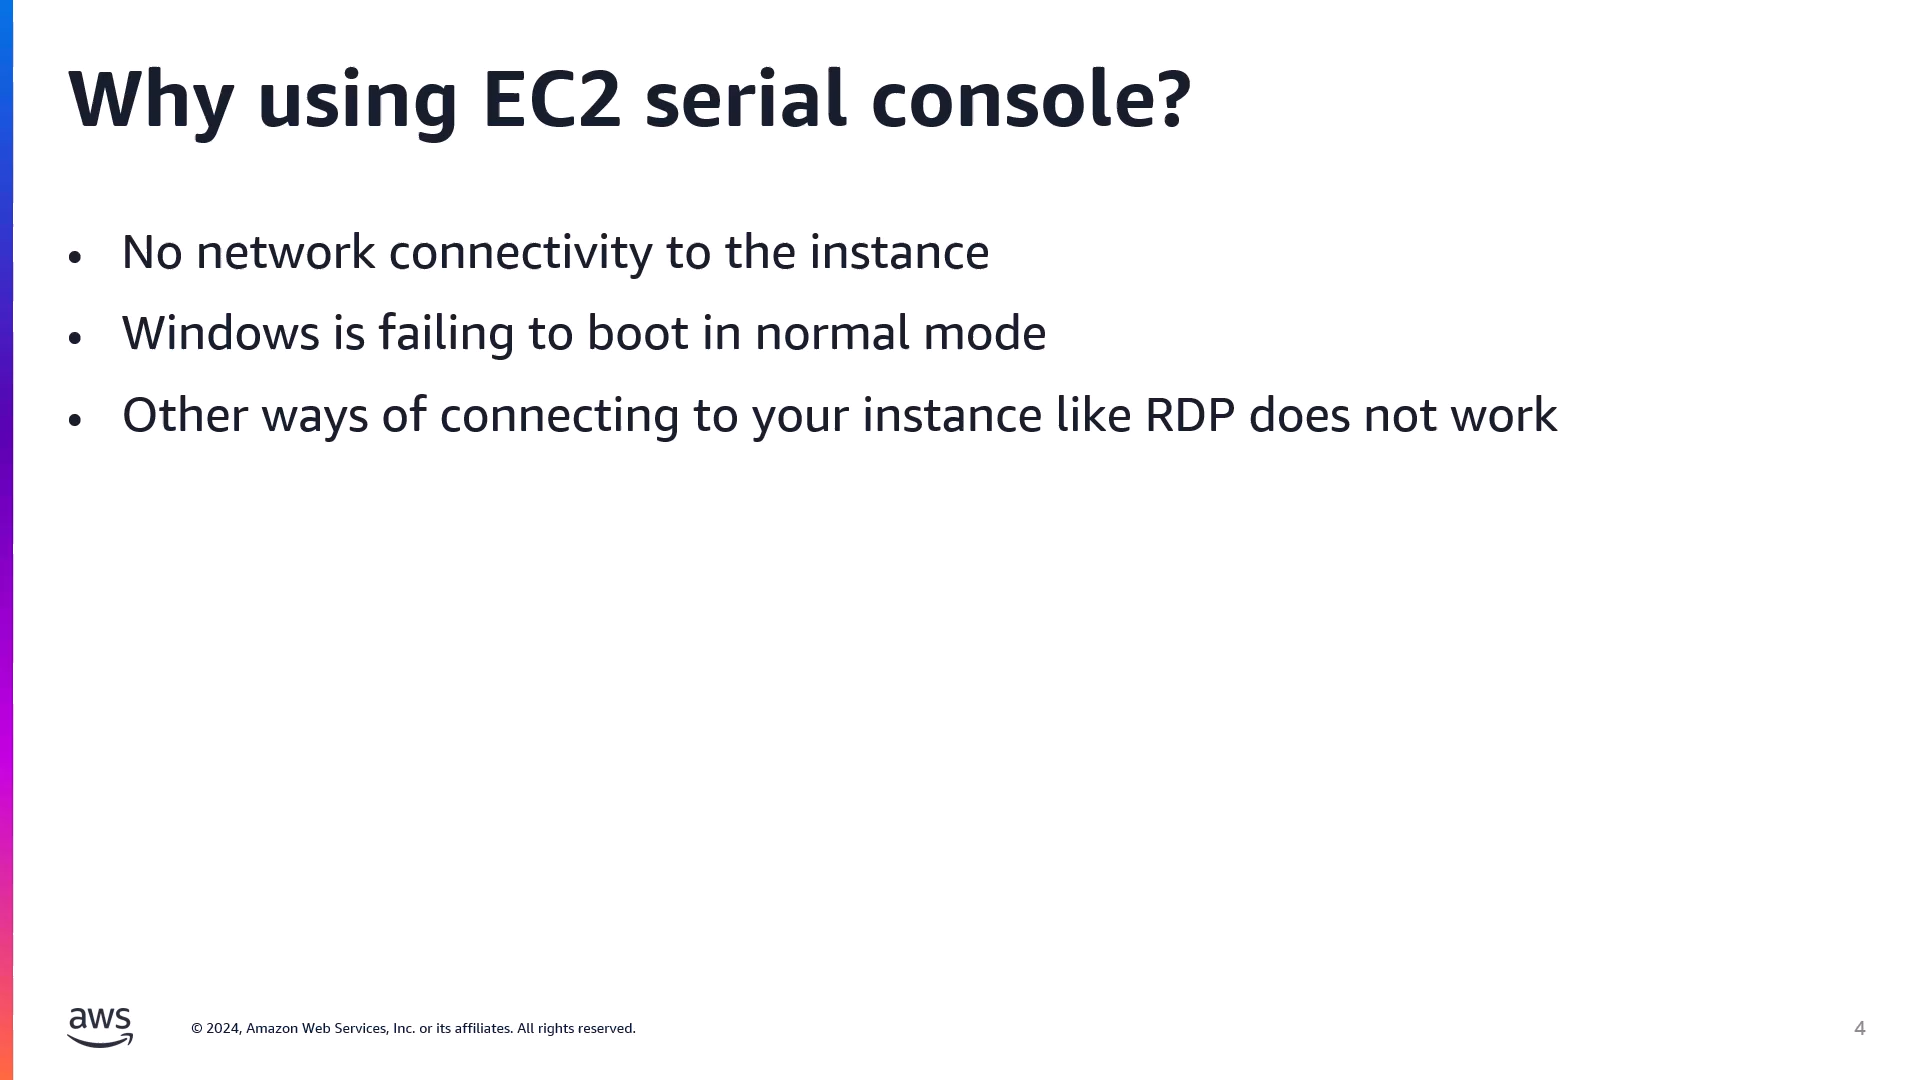 Why using EC2 serial console?
• No network connectivity to the instance
• Windows is failing to boot in normal mode
• Other ways of connecting to your instance like RDP does not work
aws
© 2024, Amazon Web Services, Inc. or its affiliates. All rights reserved.
4